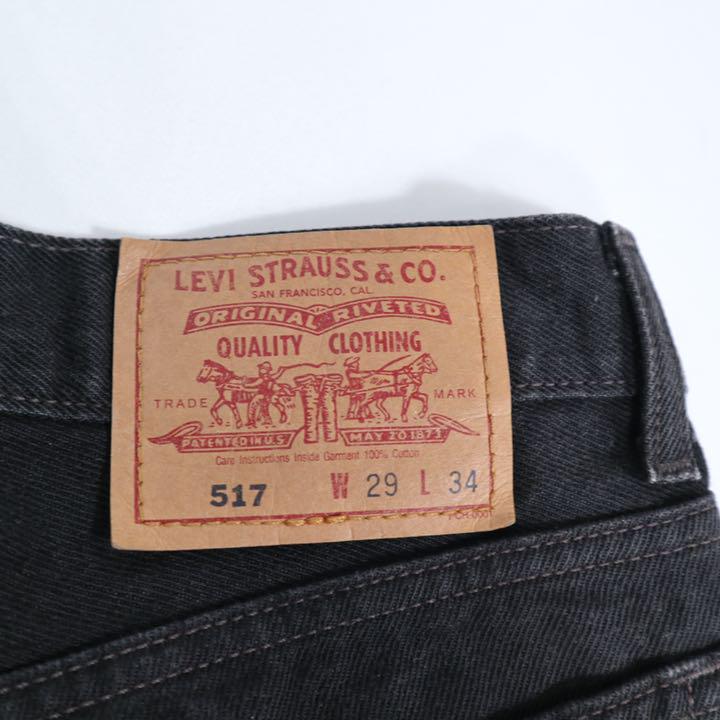 LEVI STRAUSS & CO.
SAN FRANCISCO, CAL.
ORIGINAL RIVETED
QUALITY CLOTHING
TRADE MARK
PATENTED IN U.S. MAY 20 1873
Care Instructions Inside Garment 100% Cotton
517 W 29 L 34